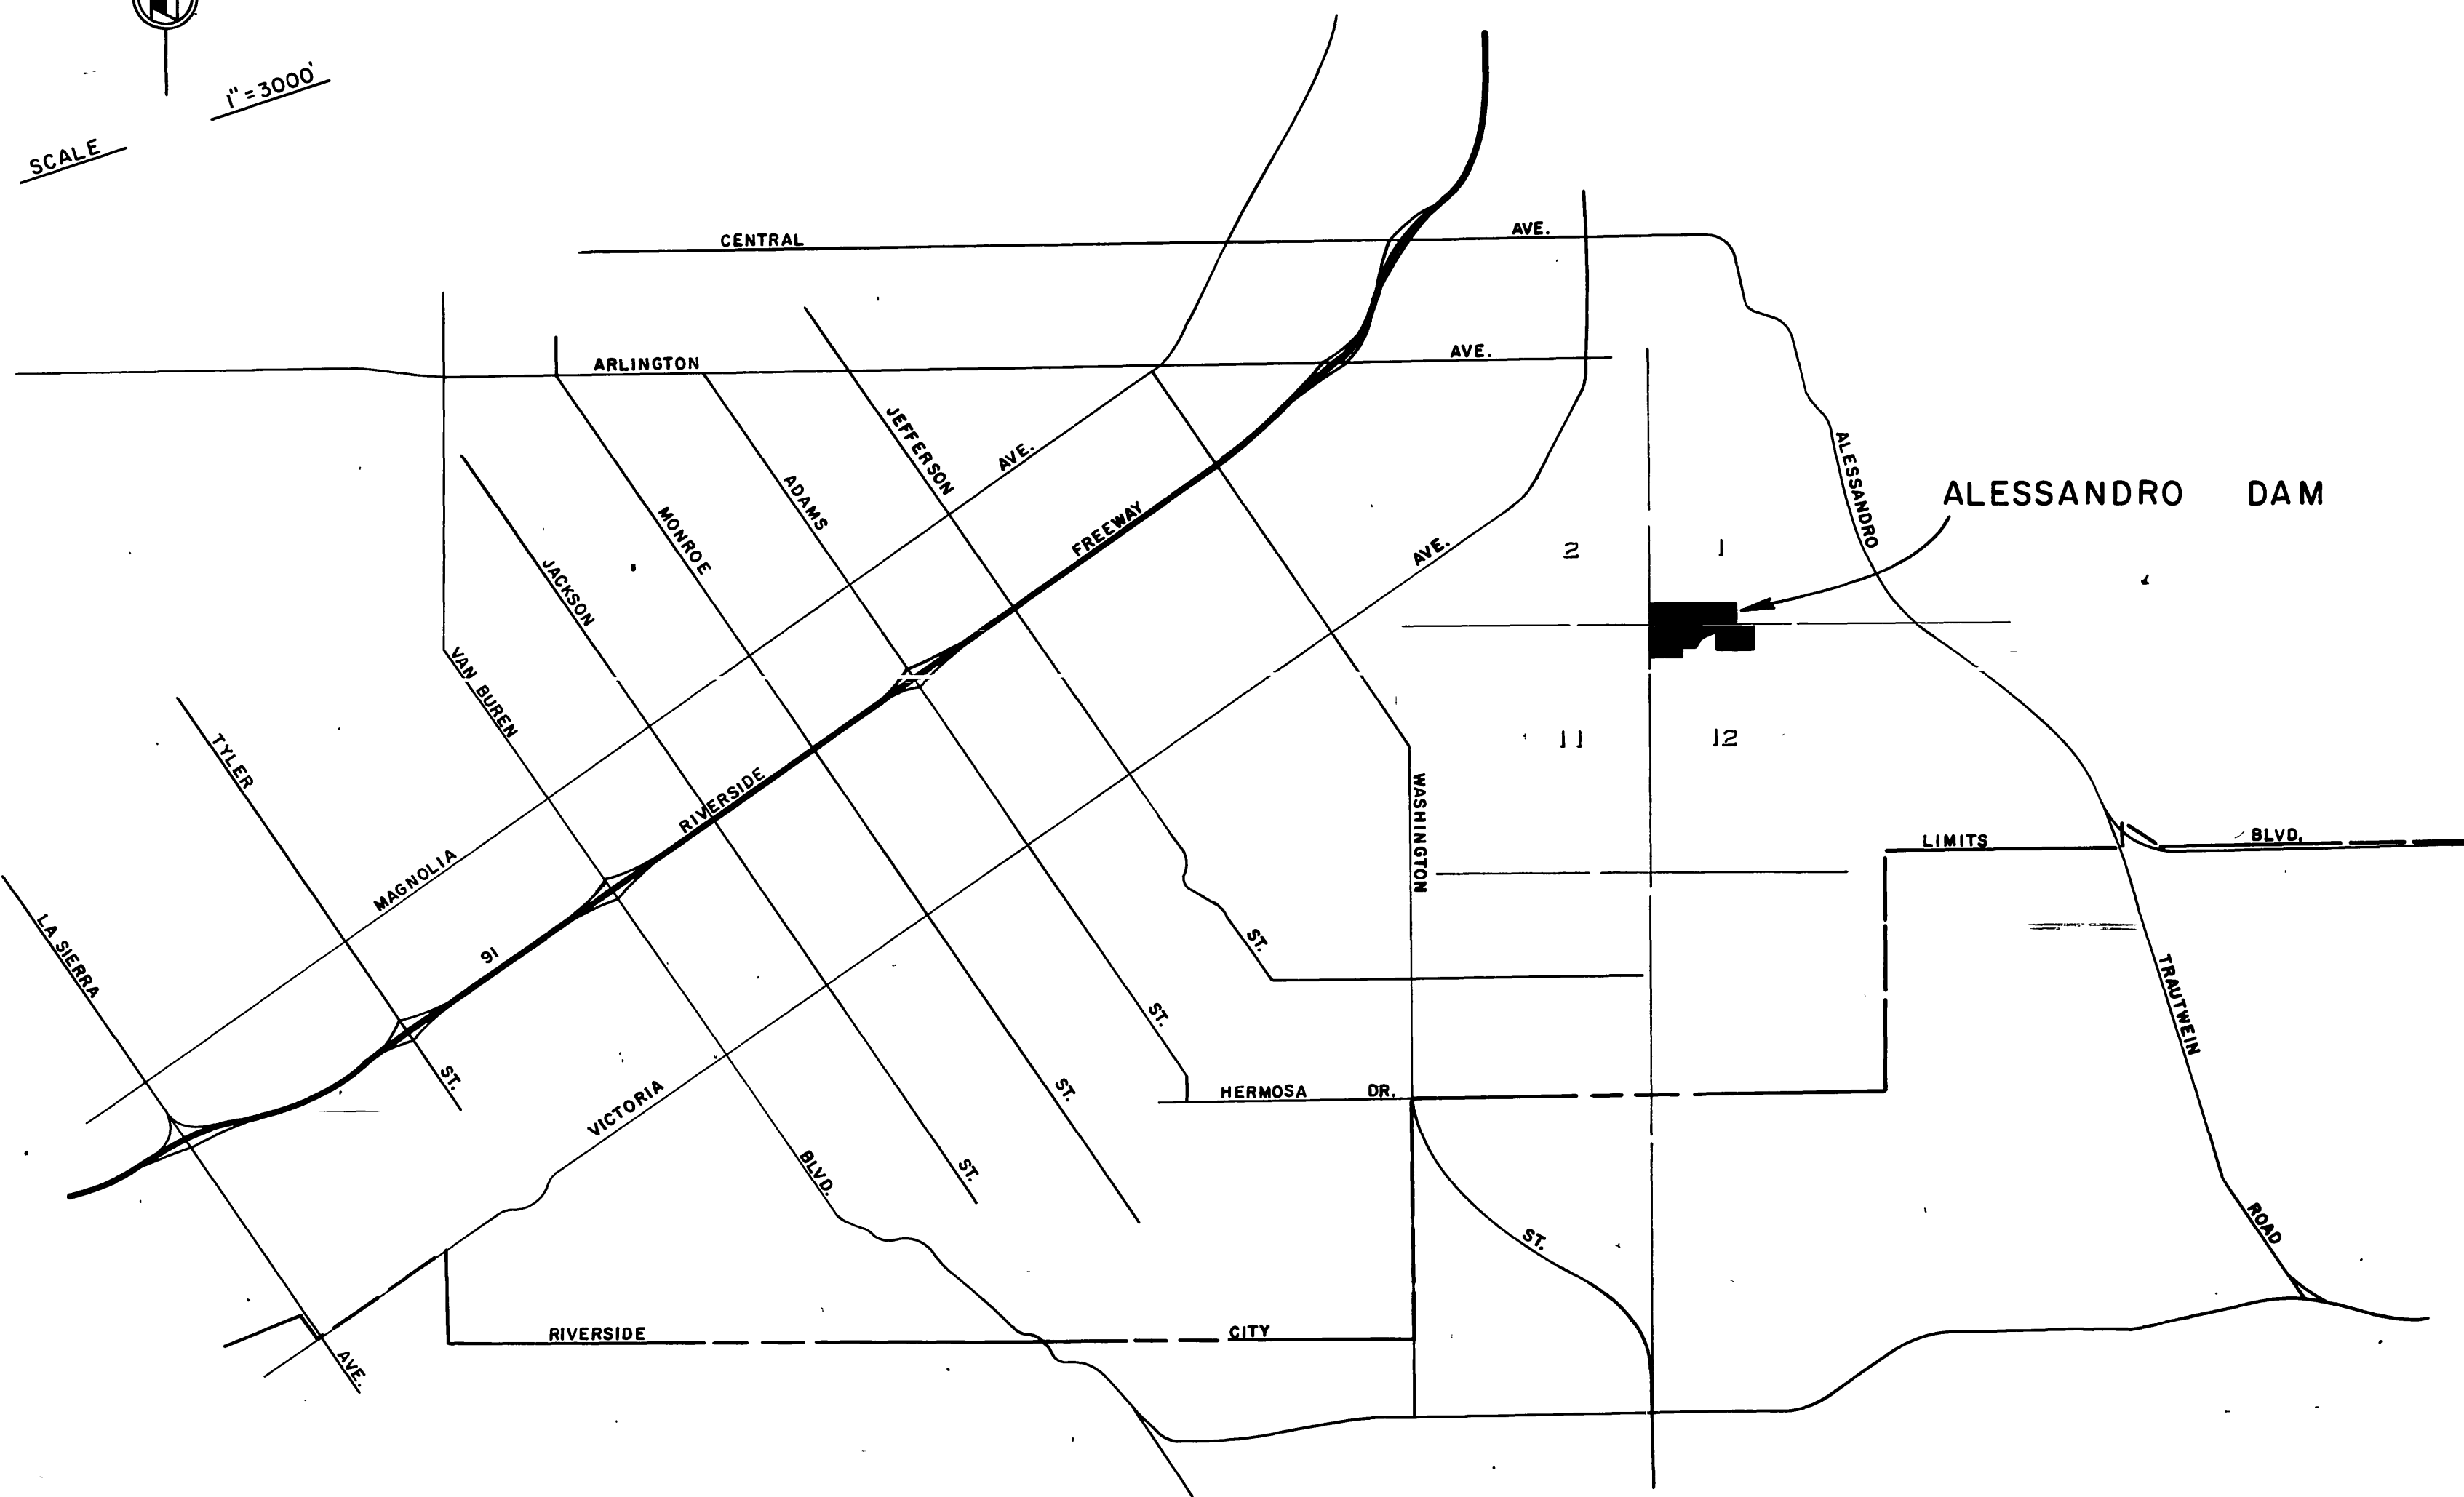 1" = 3000'
SCALE
CENTRAL AVE.
ARLINGTON AVE.
JEFFERSON ST.
ADAMS ST.
MONROE ST.
JACKSON ST.
VAN BUREN BLVD.
TYLER ST.
LA SIERRA AVE.
MAGNOLIA AVE.
RIVERSIDE FREEWAY
91
VICTORIA AVE.
WASHINGTON ST.
HERMOSA DR.
ALESSANDRO BLVD.
ALESSANDRO DAM
2 1
11 12
TRAUTWEIN ROAD
RIVERSIDE CITY LIMITS